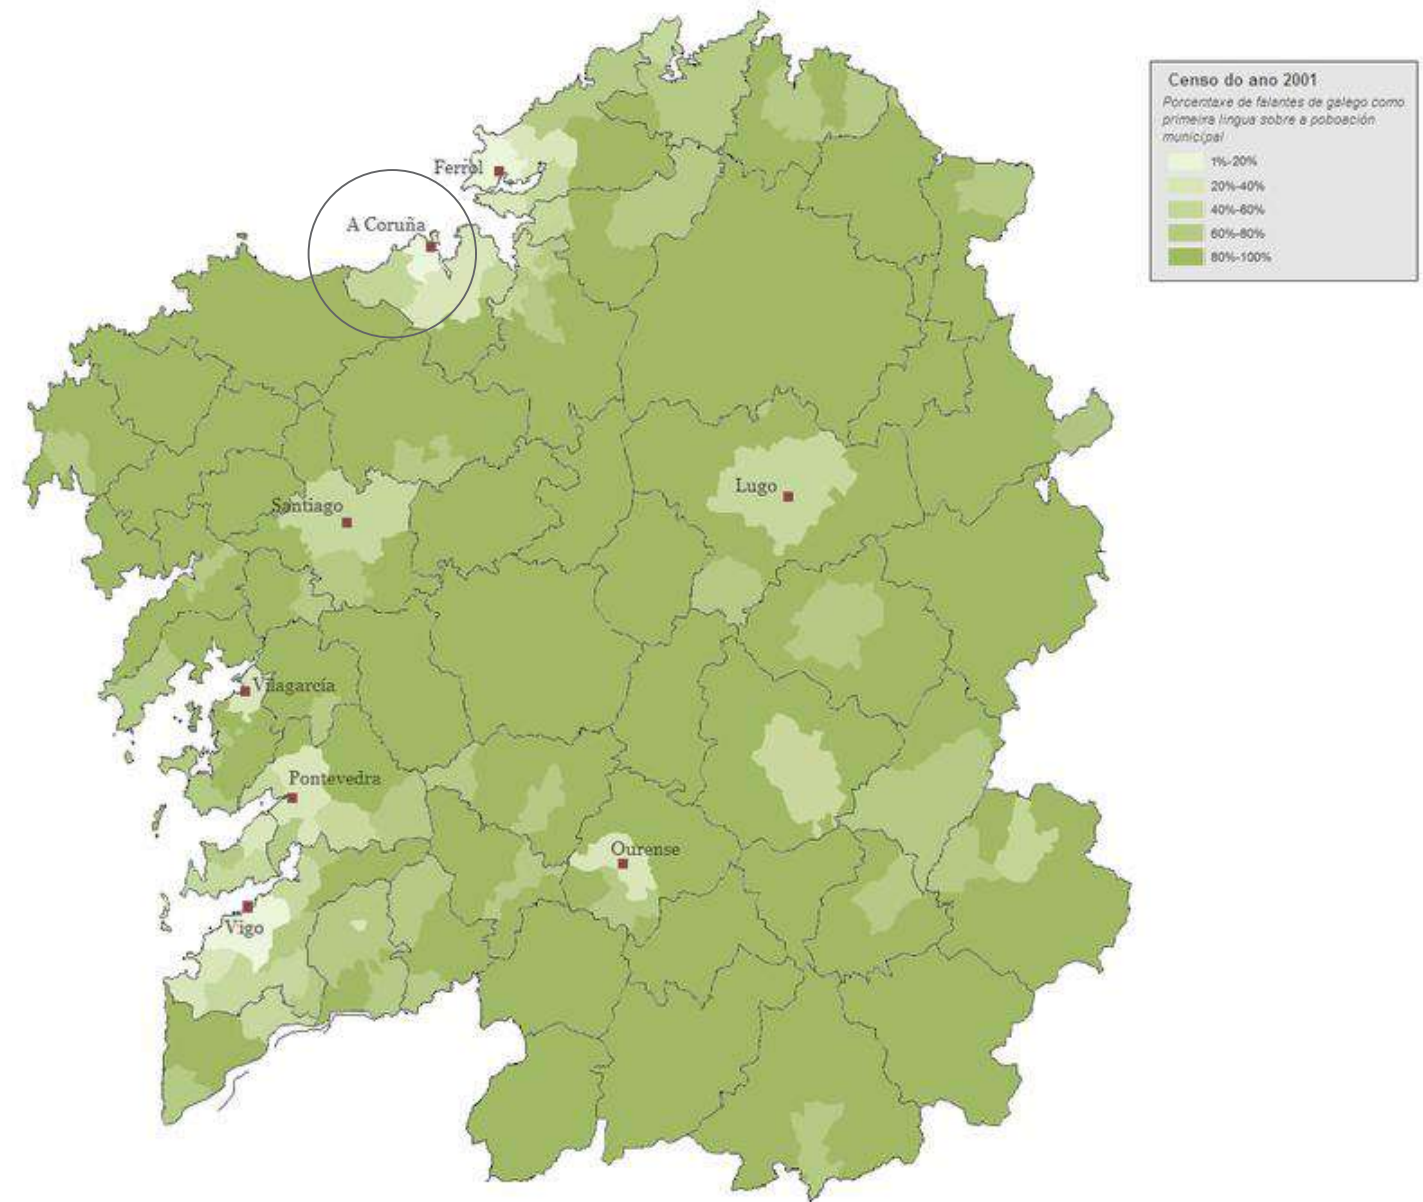 Censo do ano 2001
Porcentaxe de falantes de galego como
primeira lingua sobre a poboación
municipal
1%-20%
20%-40%
40%-60%
60%-80%
80%-100%
Ferrol
A Coruña
Lugo
Santiago
Vilagarcía
Pontevedra
Ourense
Vigo